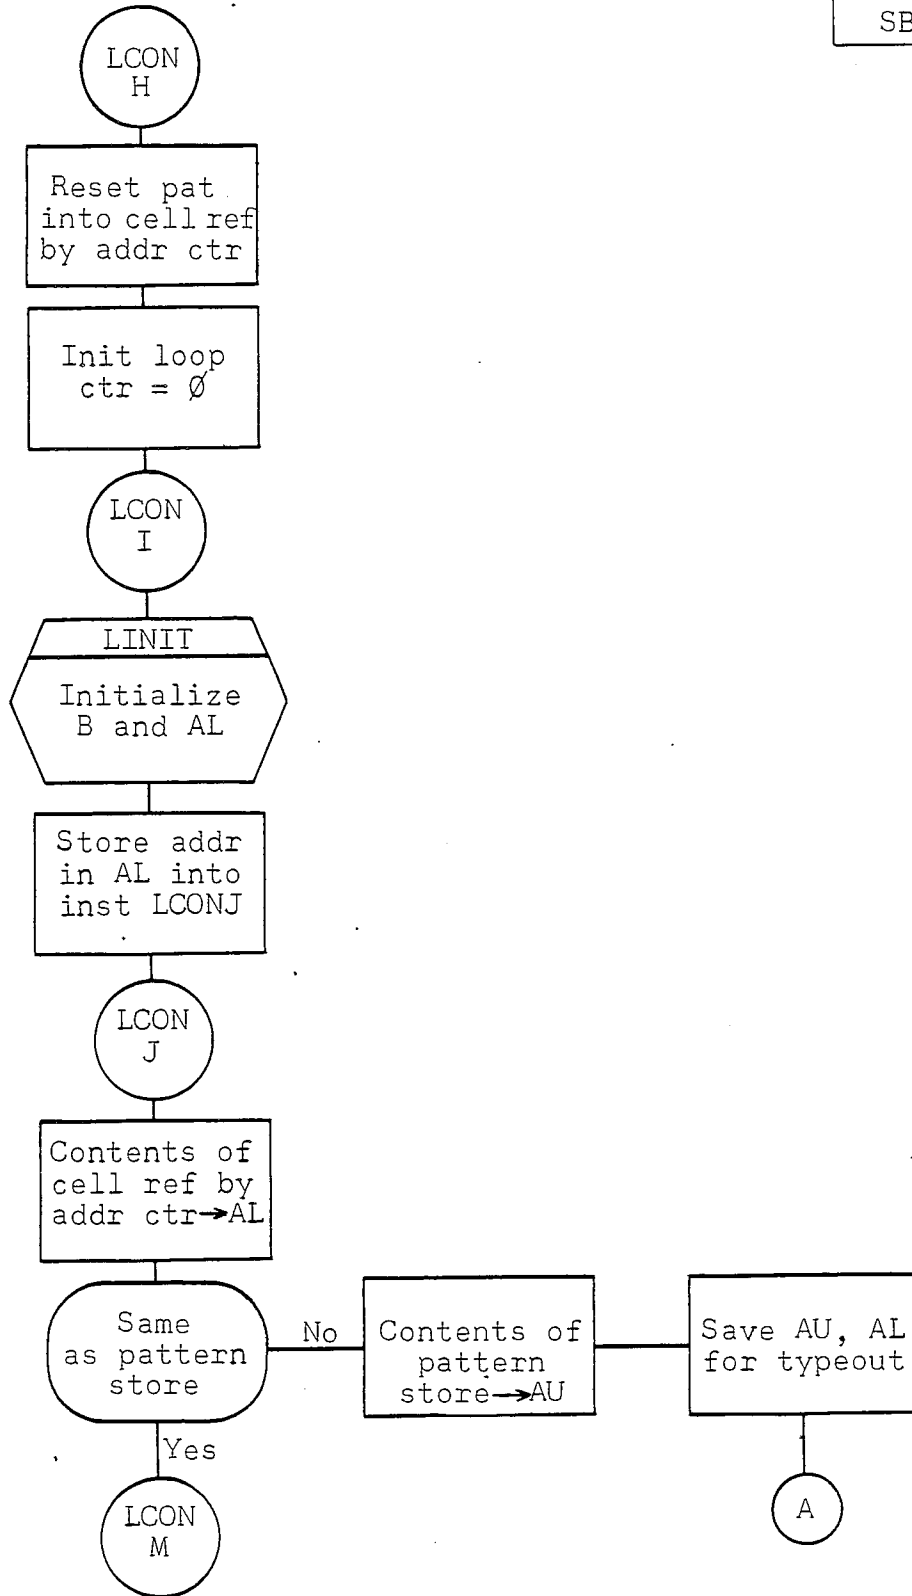 SB
LCON
H
Reset pat
into cell ref
by addr ctr
Init loop
ctr = Ø
LCON
I
LINIT
Initialize
B and AL
Store addr
in AL into
inst LCONJ
LCON
J
Contents of
cell ref by
addr ctr→AL
Same
as pattern
store
No
Contents of
pattern
store→AU
Save AU, AL
for typeout
Yes
LCON
M
A